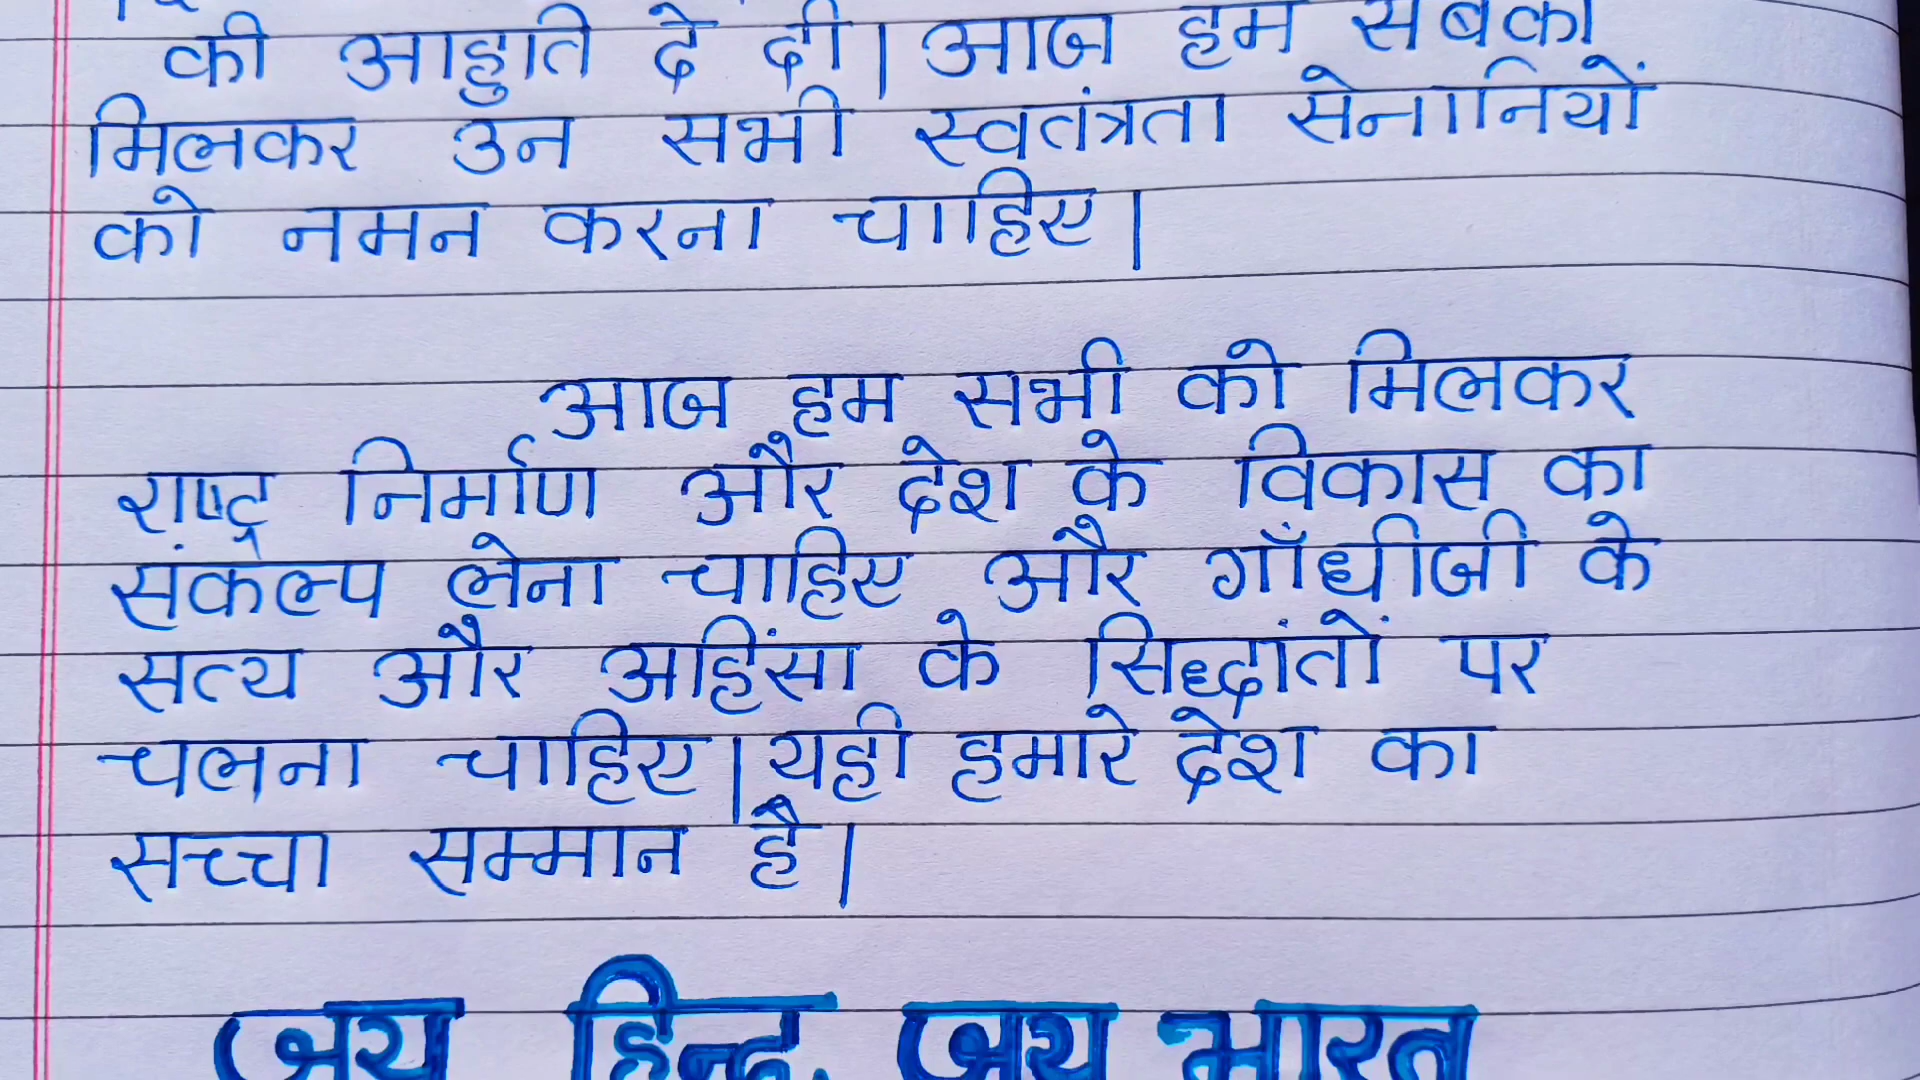 की आहुति दे दी। आज हम सबको
मिलकर उन सभी स्वतंत्रता सेनानियों
को नमन करना चाहिए।
आज हम सभी को मिलकर
राष्ट्र निर्माण और देश के विकास का
संकल्प लेना चाहिए और गाँधीजी के
सत्य और अहिंसा के सिद्धांतों पर
चलना चाहिए। यही हमारे देश का
सच्चा सम्मान है।
जय हिन्द, जय भारत